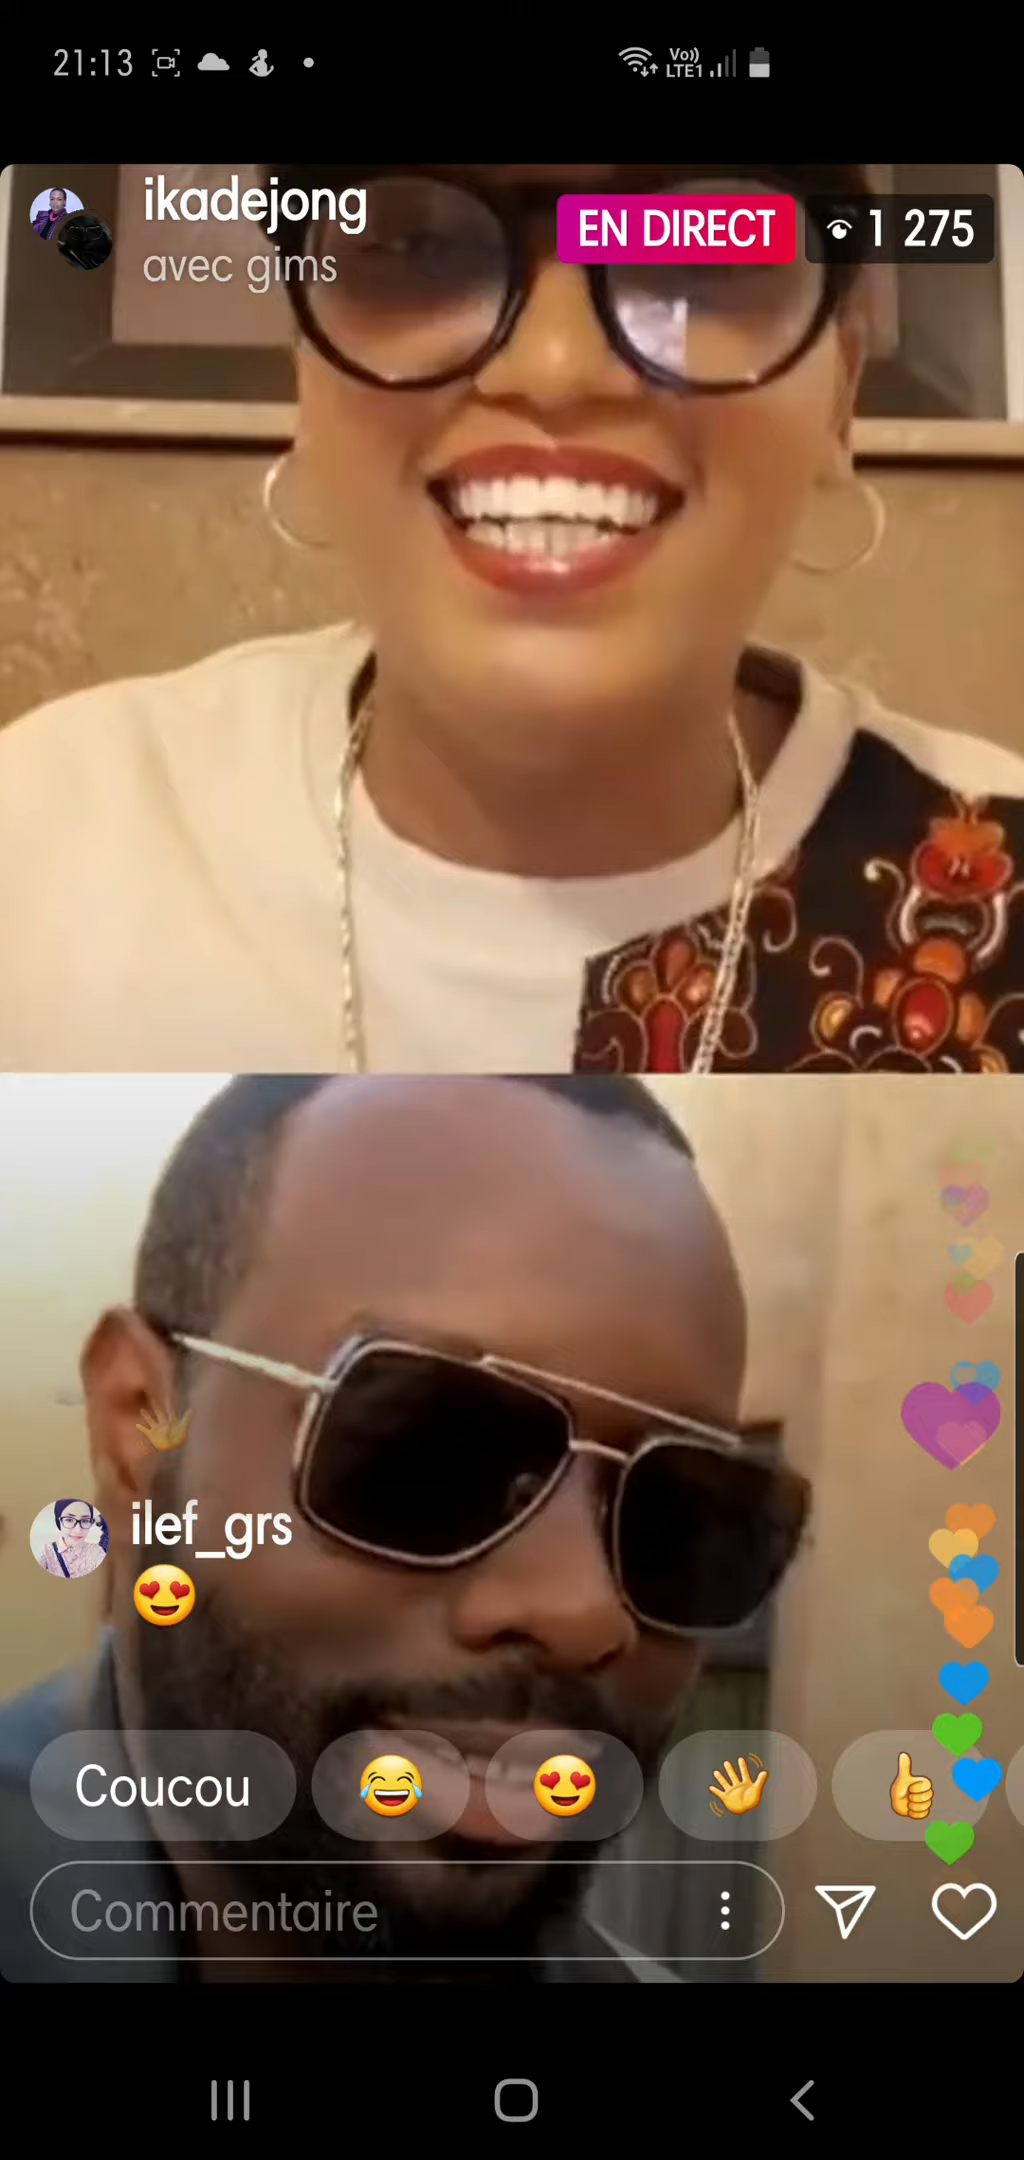 21:13
Vo))
LTE1
ikadejong
avec gims
EN DIRECT
1 275
ilef_grs
Coucou
Commentaire